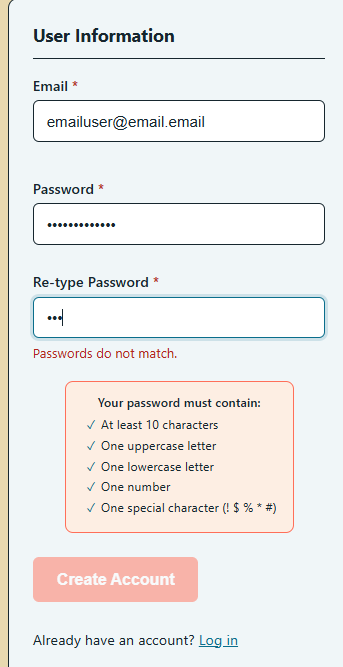 User Information
Email *
emailuser@email.email
Password *
•••••••••••••
Re-type Password *
•••
Passwords do not match.
Your password must contain:
✓ At least 10 characters
✓ One uppercase letter
✓ One lowercase letter
✓ One number
✓ One special character (! $ % * #)
Create Account
Already have an account? Log in